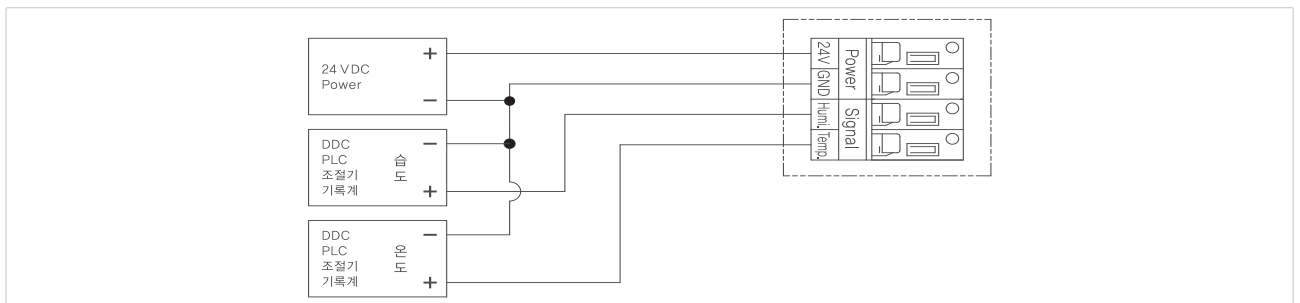 24 VDC
Power
+
−
DDC
PLC
조절기
기록계
습
도
−
+
DDC
PLC
조절기
기록계
온
도
−
+
24V
GND
Humi.
Temp.
Power
Signal